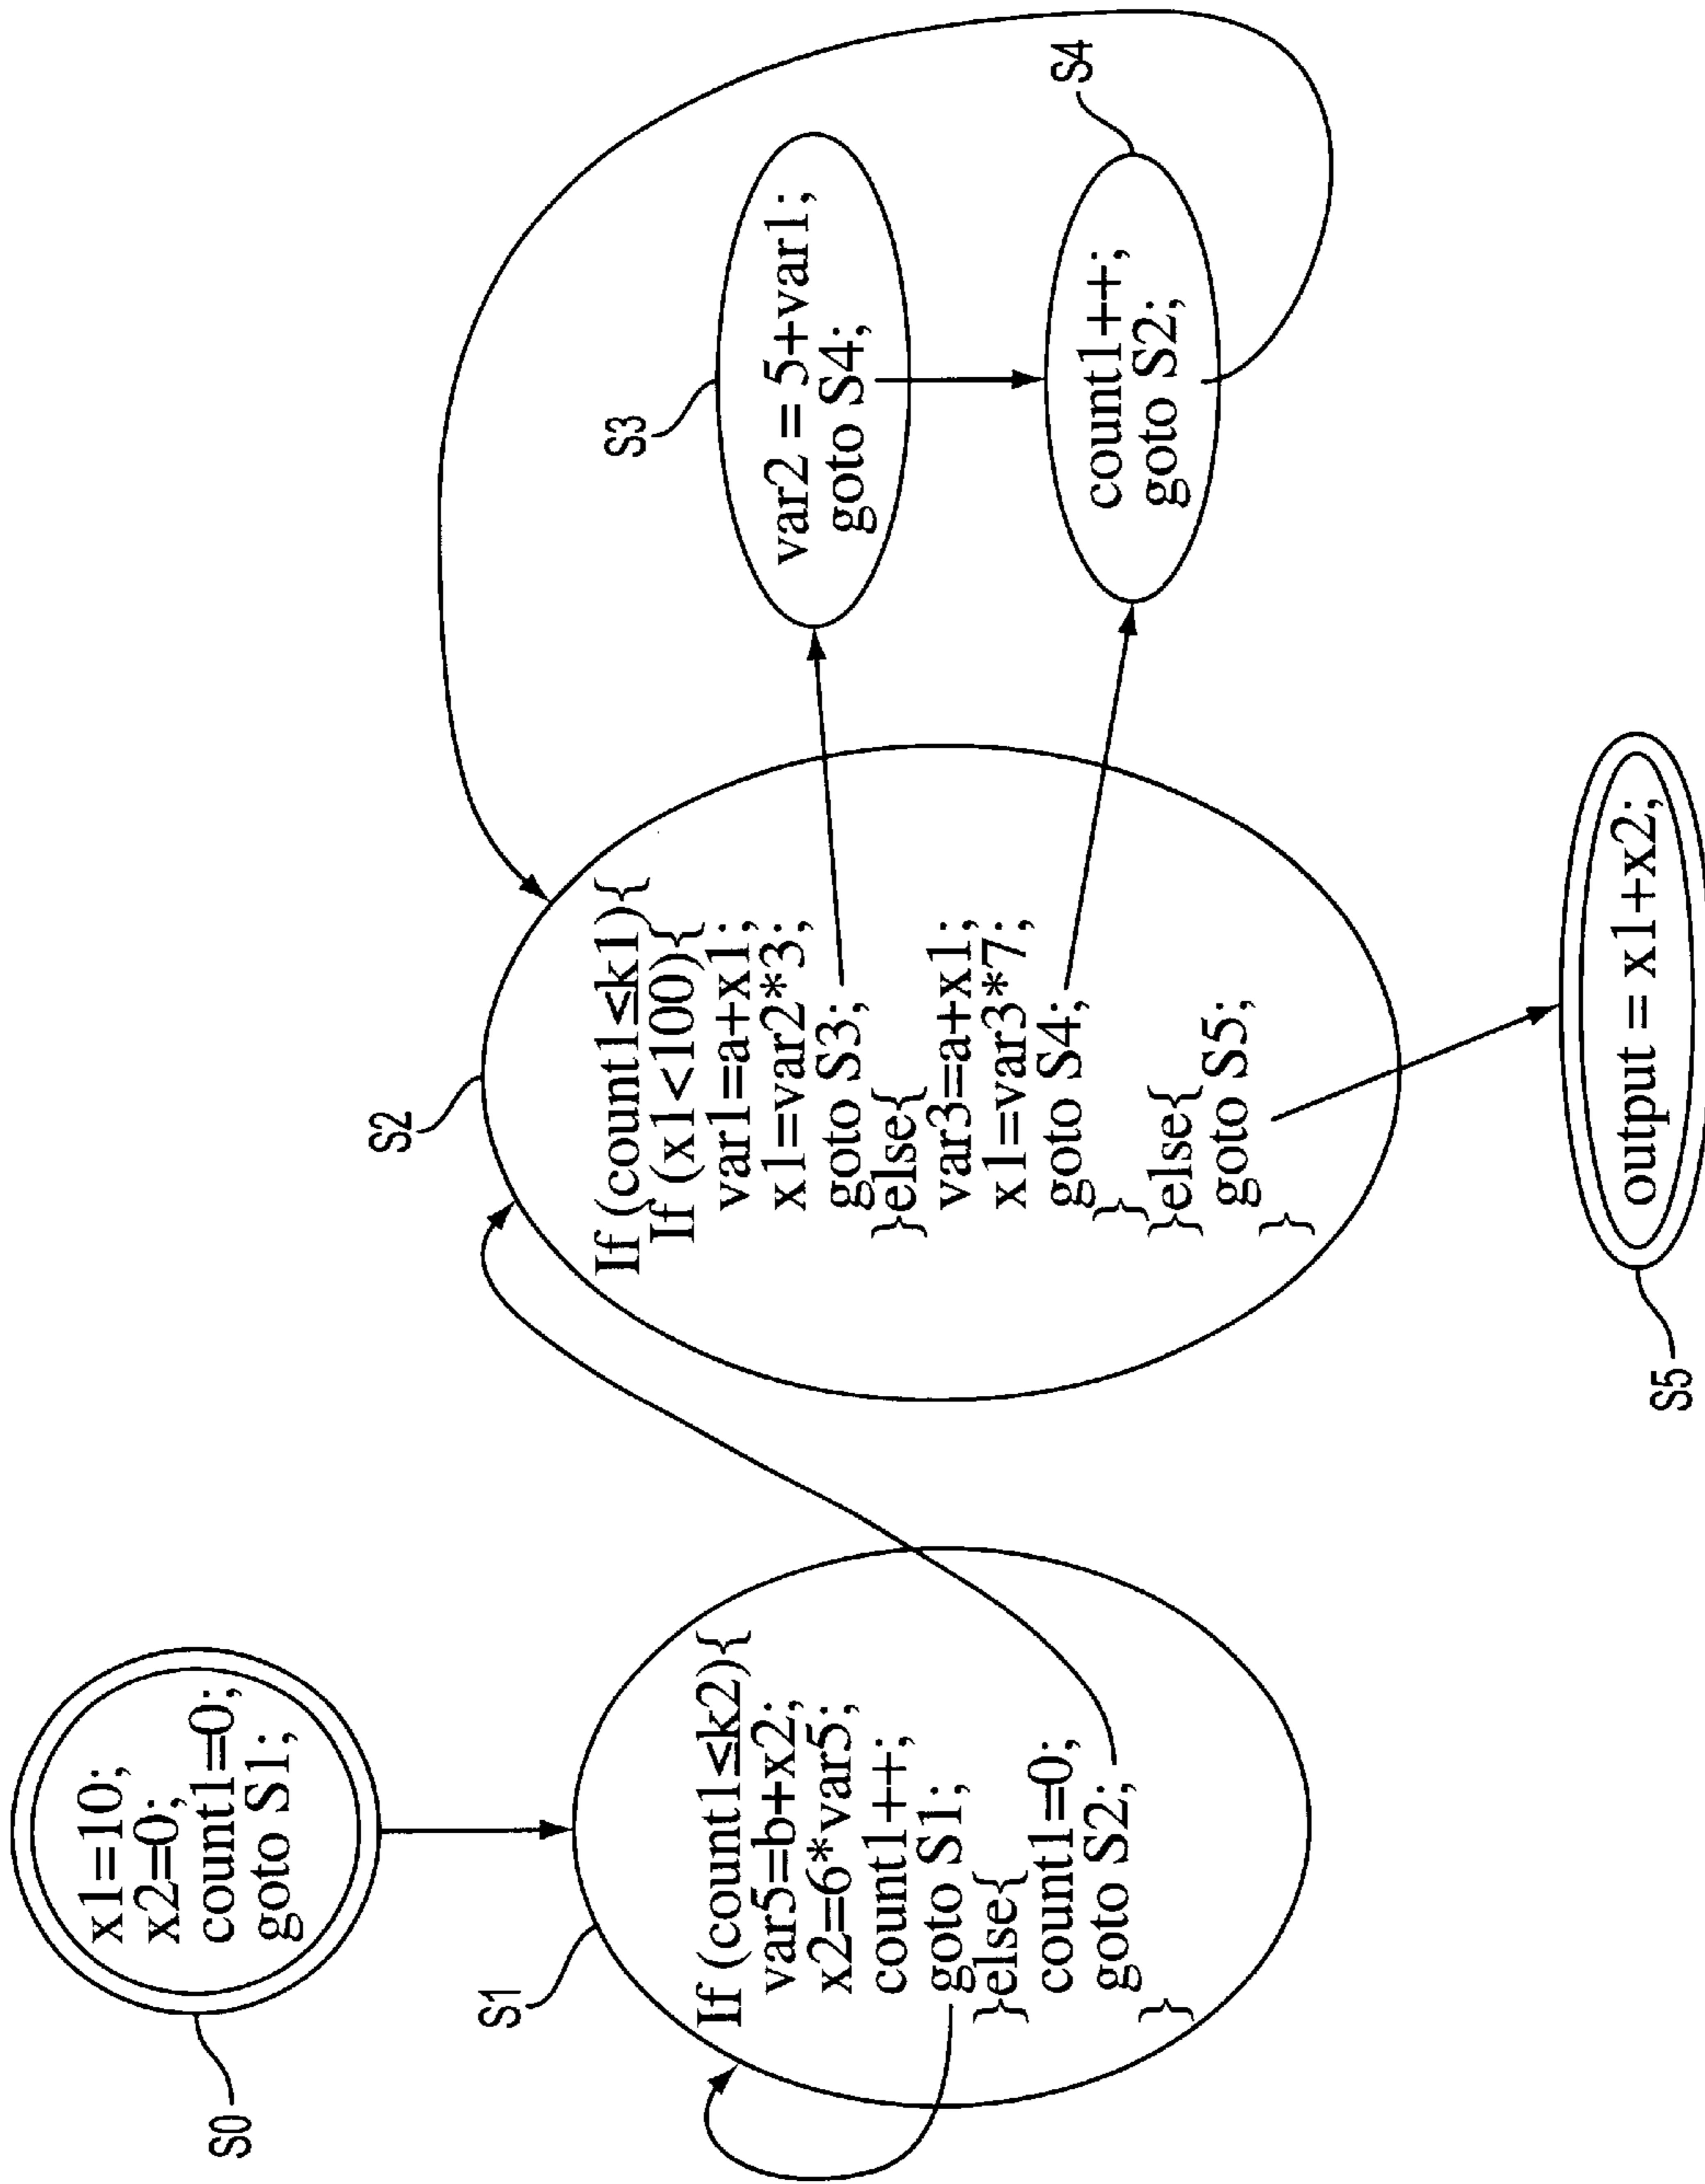 S0
x1=10;
x2=0;
count1=0;
goto S1;
S1
If (count1≤k2){
var5=b+x2;
x2=6*var5;
count1++;
goto S1;
}else{
count1=0;
goto S2;
}
S2
If (count1≤k1){
If (x1<100){
var1=a+x1;
x1=var2*3;
goto S3;
}else{
var3=a+x1;
x1=var3*7;
goto S4;
}
}else{
goto S5;
}
S3
var2 = 5+var1;
goto S4;
S4
count1++;
goto S2;
S5
output = x1+x2;